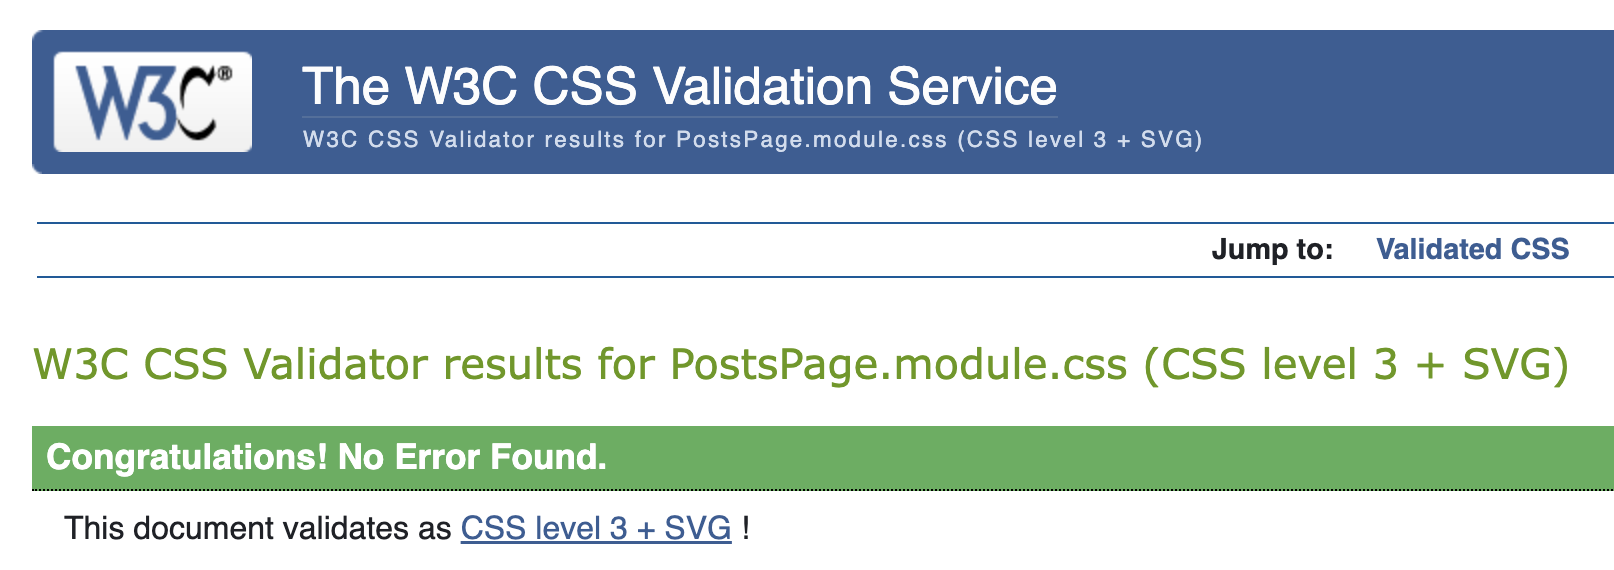 W3C®
The W3C CSS Validation Service
W3C CSS Validator results for PostsPage.module.css (CSS level 3 + SVG)
Jump to: Validated CSS
W3C CSS Validator results for PostsPage.module.css (CSS level 3 + SVG)
Congratulations! No Error Found.
This document validates as CSS level 3 + SVG !